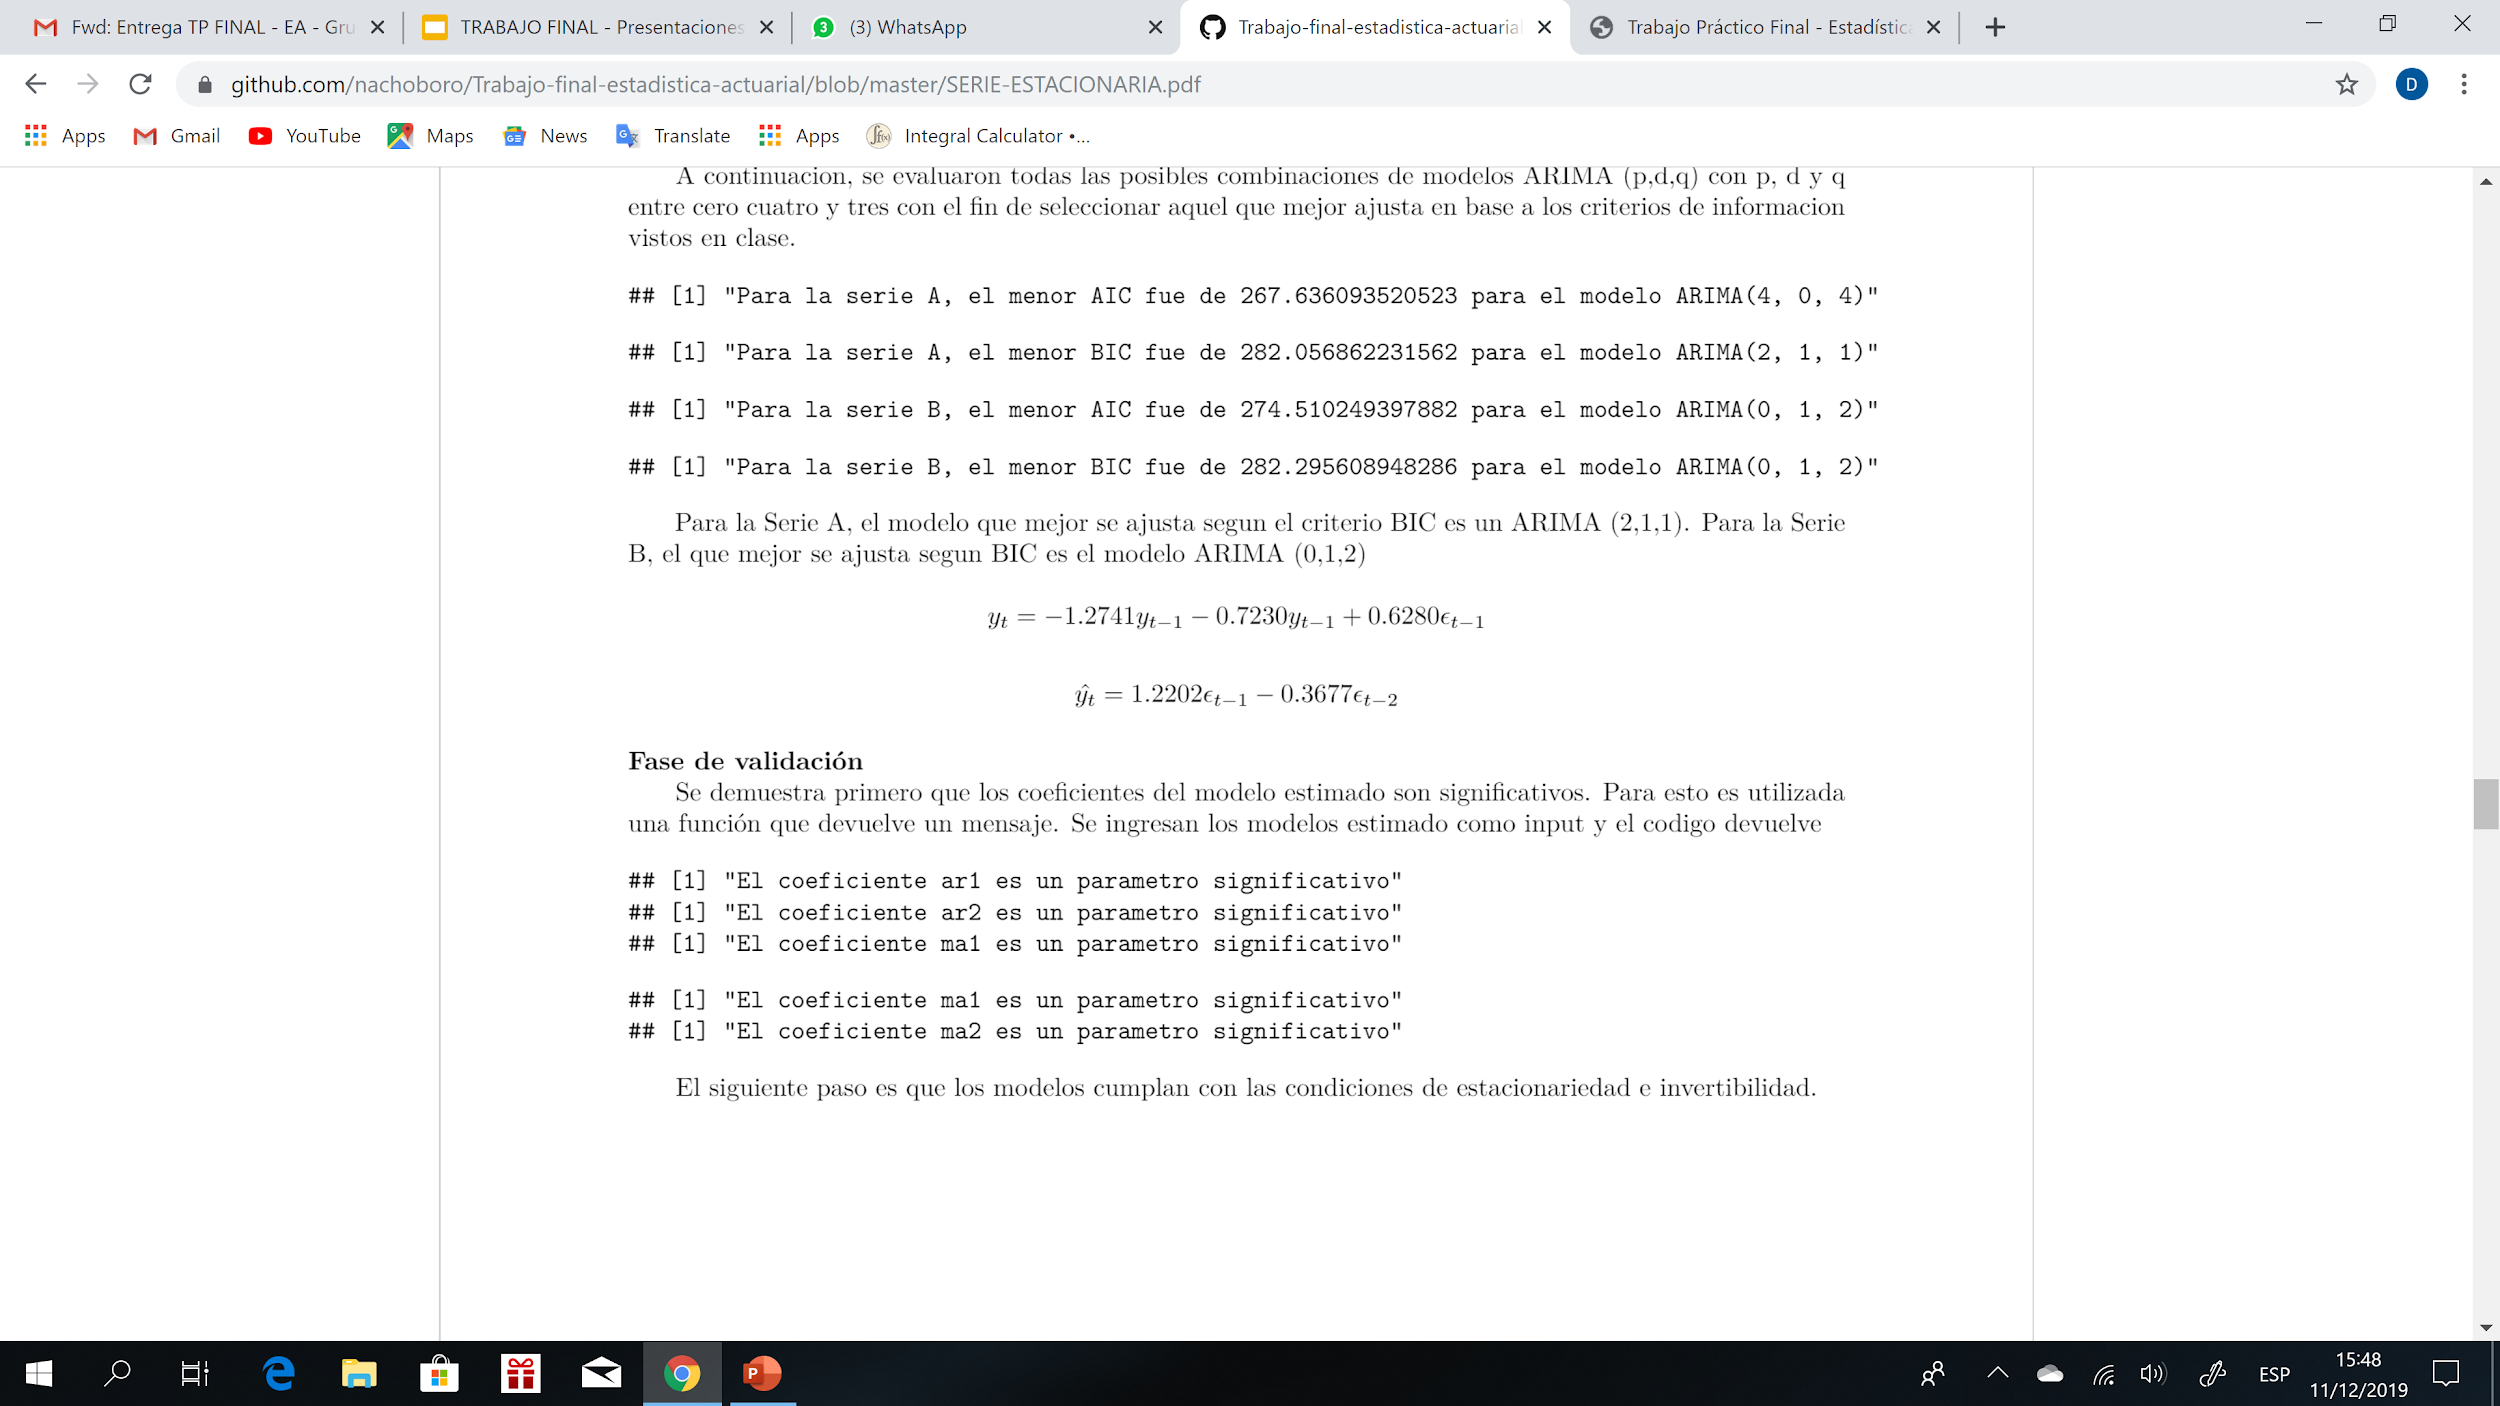 Fwd: Entrega TP FINAL - EA - Gru
TRABAJO FINAL - Presentaciones
3
(3) WhatsApp
Trabajo-final-estadistica-actuarial
Trabajo Práctico Final - Estadístic
github.com/nachoboro/Trabajo-final-estadistica-actuarial/blob/master/SERIE-ESTACIONARIA.pdf
D
Apps
Gmail
YouTube
Maps
News
Translate
Apps
Integral Calculator •...
A continuacion, se evaluaron todas las posibles combinaciones de modelos ARIMA (p,d,q) con p, d y q
entre cero cuatro y tres con el fin de seleccionar aquel que mejor ajusta en base a los criterios de informacion
vistos en clase.
## [1] "Para la serie A, el menor AIC fue de 267.636093520523 para el modelo ARIMA(4, 0, 4)"
## [1] "Para la serie A, el menor BIC fue de 282.056862231562 para el modelo ARIMA(2, 1, 1)"
## [1] "Para la serie B, el menor AIC fue de 274.510249397882 para el modelo ARIMA(0, 1, 2)"
## [1] "Para la serie B, el menor BIC fue de 282.295608948286 para el modelo ARIMA(0, 1, 2)"
Para la Serie A, el modelo que mejor se ajusta segun el criterio BIC es un ARIMA (2,1,1). Para la Serie
B, el que mejor se ajusta segun BIC es el modelo ARIMA (0,1,2)
y_t = −1.2741y_{t−1} − 0.7230y_{t−1} + 0.6280ϵ_{t−1}
ŷ_t = 1.2202ϵ_{t−1} − 0.3677ϵ_{t−2}
Fase de validación
Se demuestra primero que los coeficientes del modelo estimado son significativos. Para esto es utilizada
una función que devuelve un mensaje. Se ingresan los modelos estimado como input y el codigo devuelve
## [1] "El coeficiente ar1 es un parametro significativo"
## [1] "El coeficiente ar2 es un parametro significativo"
## [1] "El coeficiente ma1 es un parametro significativo"
## [1] "El coeficiente ma1 es un parametro significativo"
## [1] "El coeficiente ma2 es un parametro significativo"
El siguiente paso es que los modelos cumplan con las condiciones de estacionariedad e invertibilidad.
ESP
15:48
11/12/2019